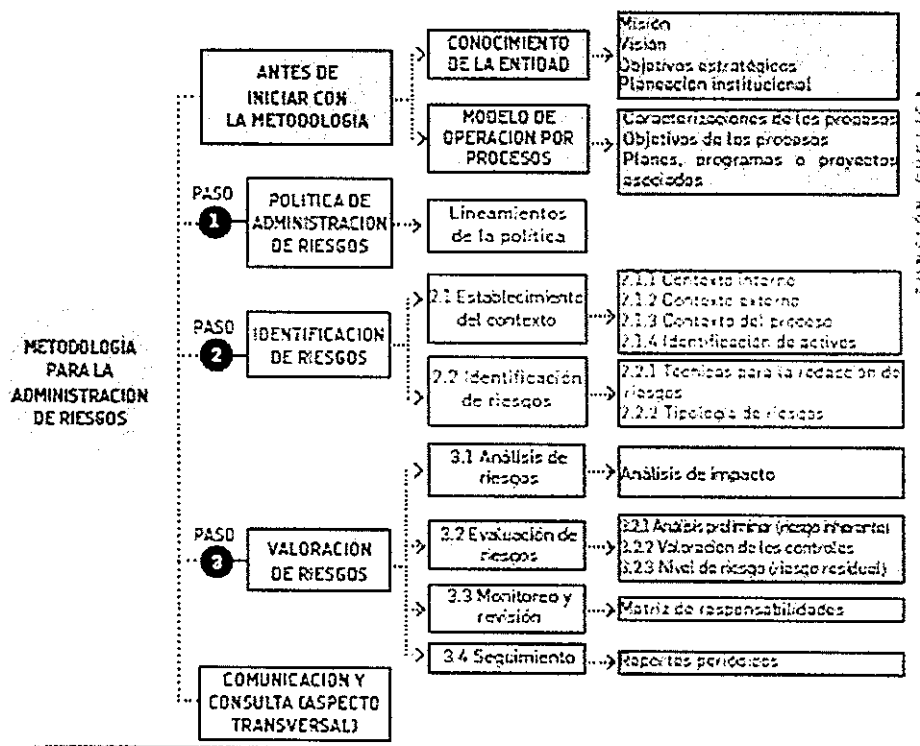 ANTES DE
INICIAR CON
LA METODOLOGIA
CONOCIMIENTO
DE LA ENTIDAD
Misión
Visión
Objetivos estratégicos
Planeación institucional
MODELO DE
OPERACION POR
PROCESOS
Caracterizaciones de los procesos
Objetivos de los procesos
Planes, programas o proyectos
asociados
PASO
1
POLITICA DE
ADMINISTRACION
DE RIESGOS
Lineamientos
de la política
METODOLOGÍA
PARA LA
ADMINISTRACIÓN
DE RIESGOS
PASO
2
IDENTIFICACION
DE RIESGOS
2.1 Establecimiento
del contexto
2.1.1 Contexto interno
2.1.2 Contexto externo
2.1.3 Contexto del proceso
2.1.4 Identificación de activos
2.2 Identificación
de riesgos
2.2.1 Técnicas para la redacción de
riesgos
2.2.2 Tipología de riesgos
PASO
3
VALORACIÓN
DE RIESGOS
3.1 Análisis de
riesgos
Análisis de impacto
3.2 Evaluación de
riesgos
3.2.1 Análisis preliminar (riesgo inherente)
3.2.2 Valoración de los controles
3.2.3 Nivel de riesgo (riesgo residual)
3.3 Monitoreo y
revisión
Matriz de responsabilidades
3.4 Seguimiento
Reportes periódicos
COMUNICACION Y
CONSULTA (ASPECTO
TRANSVERSAL)